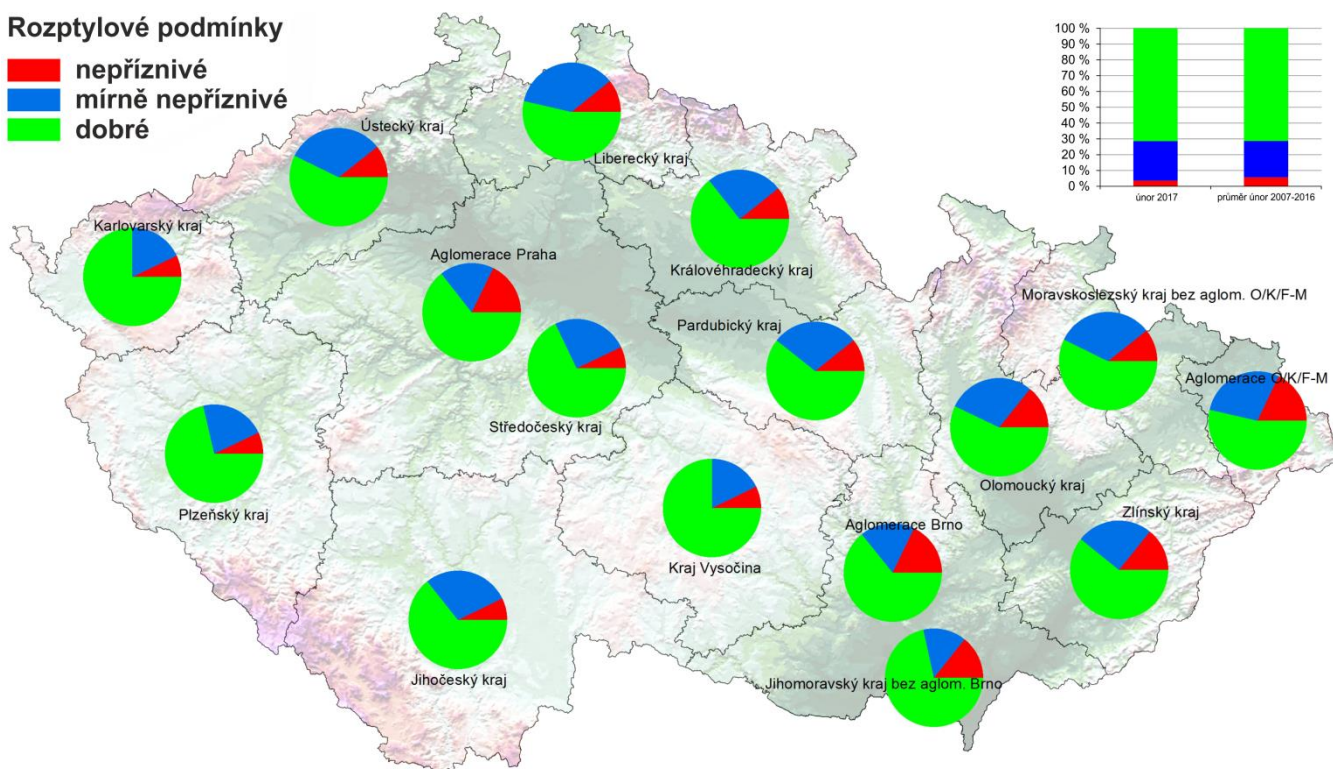 Rozptylové podmínky
nepříznivé
mírně nepříznivé
dobré
100 %
90 %
80 %
70 %
60 %
50 %
40 %
30 %
20 %
10 %
0 %
únor 2017
průměr únor 2007-2016
Ústecký kraj
Liberecký kraj
Karlovarský kraj
Aglomerace Praha
Královéhradecký kraj
Moravskoslezský kraj bez aglom. O/K/F-M
Pardubický kraj
Aglomerace O/K/F-M
Středočeský kraj
Olomoucký kraj
Plzeňský kraj
Zlínský kraj
Aglomerace Brno
Kraj Vysočina
Jihočeský kraj
Jihomoravský kraj bez aglom. Brno